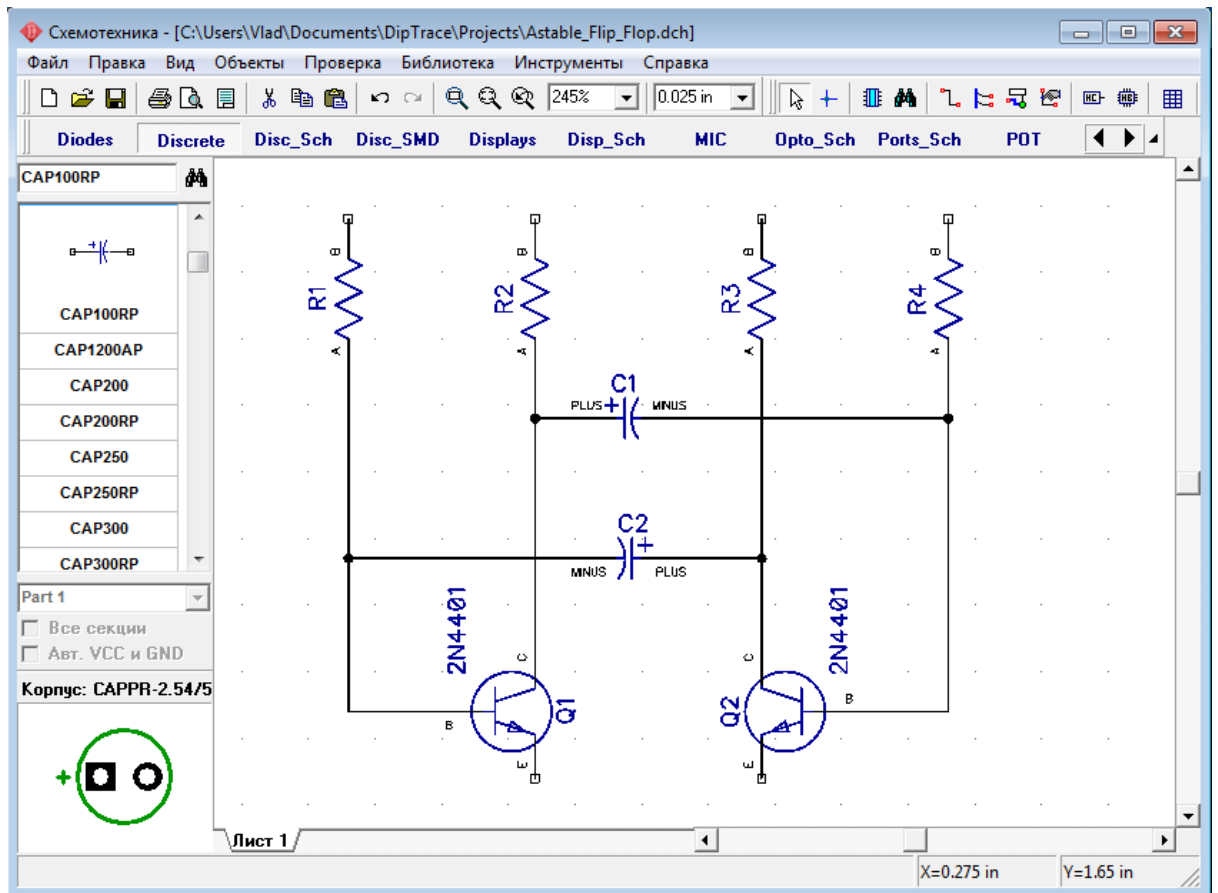 Схемотехника - [C:\Users\Vlad\Documents\DipTrace\Projects\Astable_Flip_Flop.dch]
Файл Правка Вид Объекты Проверка Библиотека Инструменты Справка
245% 0.025 in
Diodes Discrete Disc_Sch Disc_SMD Displays Disp_Sch MIC Opto_Sch Ports_Sch POT
CAP100RP
CAP100RP
CAP1200AP
CAP200
CAP200RP
CAP250
CAP250RP
CAP300
CAP300RP
Part 1
Все секции
Авт. VCC и GND
Корпус: CAPPR-2.54/5
+
B B B B
R1 R2 R3 R4
A A A A
C1
PLUS + MINUS
C2
+
MINUS PLUS
2N4401 2N4401
C C
B Q1 Q2 B
E E
Лист 1
X=0.275 in Y=1.65 in